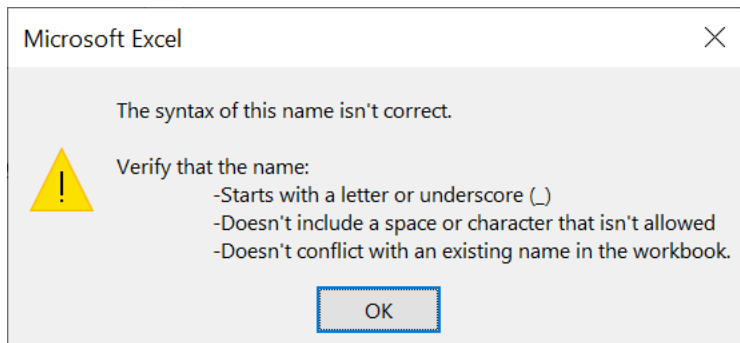 Microsoft Excel
The syntax of this name isn't correct.
Verify that the name:
-Starts with a letter or underscore (_)
-Doesn't include a space or character that isn't allowed
-Doesn't conflict with an existing name in the workbook.
OK